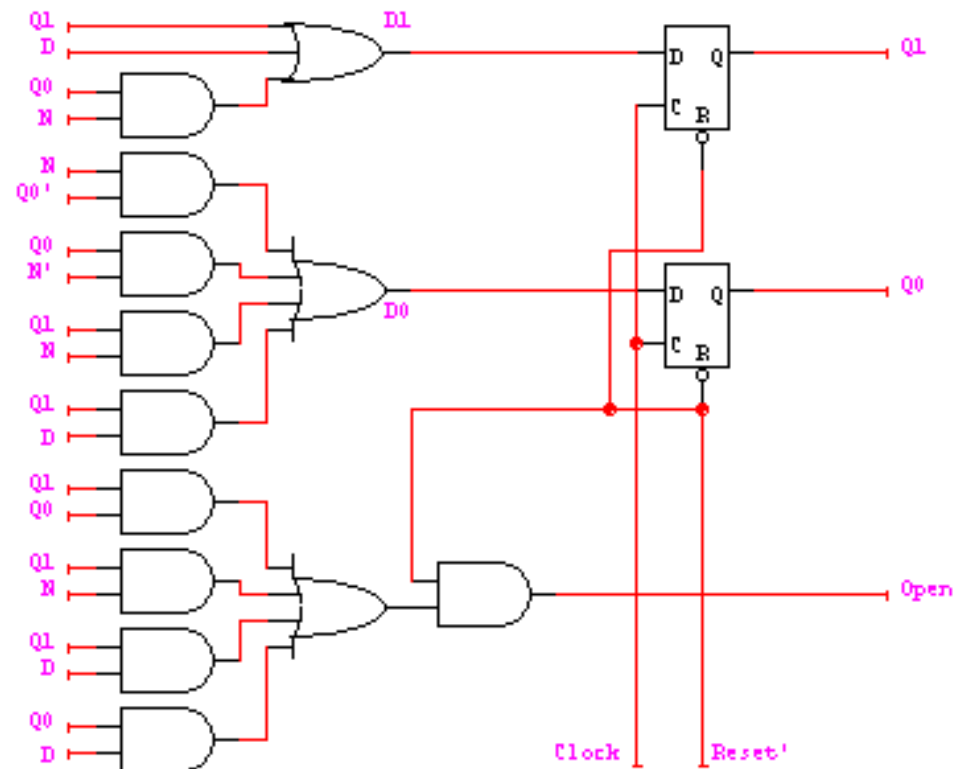 Q1 D1
D Q1
D Q
Q0
C
N R
N
Q0'
Q0
N' Q0
D Q
D0
Q1
C
N R
Q1
D
Q1
Q0
Q1
N Open
Q1
D
Q0
D Clock Reset'